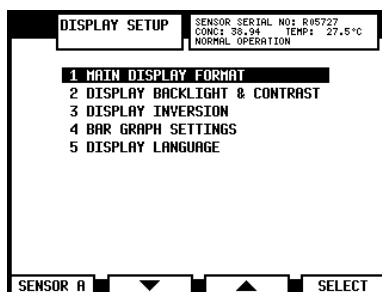 DISPLAY SETUP
SENSOR SERIAL NO: R05727
CONC: 38.94 TEMP: 27.5°C
NORMAL OPERATION
1 MAIN DISPLAY FORMAT
2 DISPLAY BACKLIGHT & CONTRAST
3 DISPLAY INVERSION
4 BAR GRAPH SETTINGS
5 DISPLAY LANGUAGE
SENSOR A
SELECT